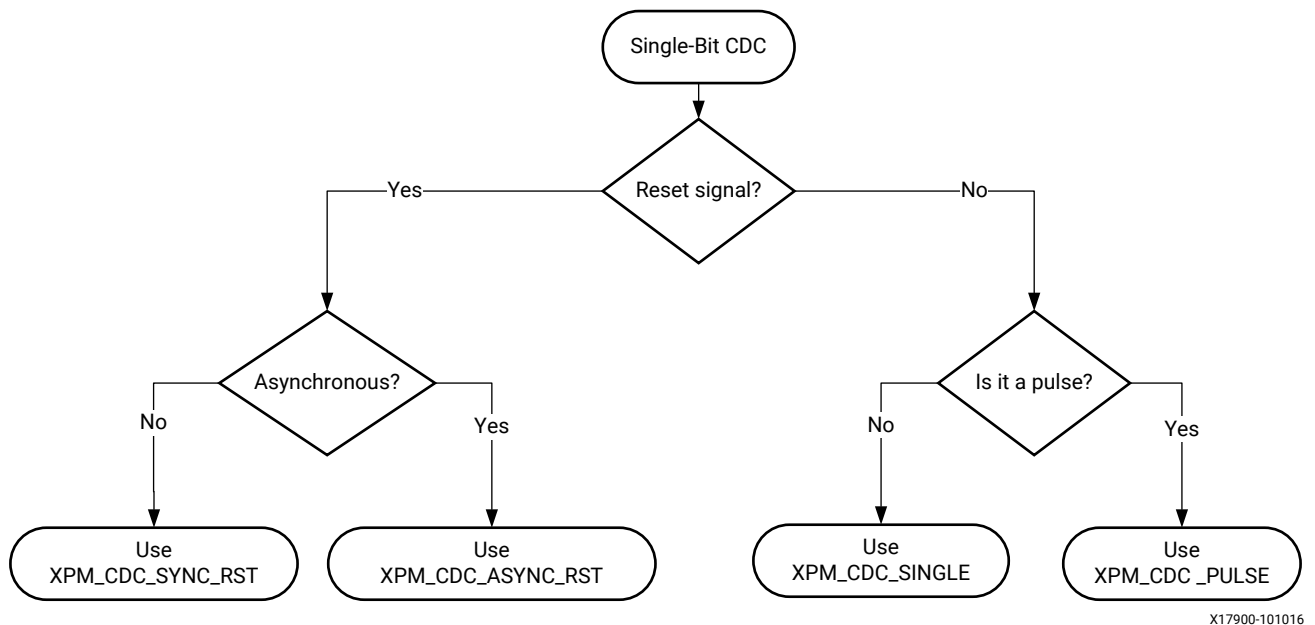 Single-Bit CDC
Reset signal?
Yes
No
Asynchronous?
Is it a pulse?
No
Yes
No
Yes
Use
XPM_CDC_SYNC_RST
Use
XPM_CDC_ASYNC_RST
Use
XPM_CDC_SINGLE
Use
XPM_CDC _PULSE
X17900-101016